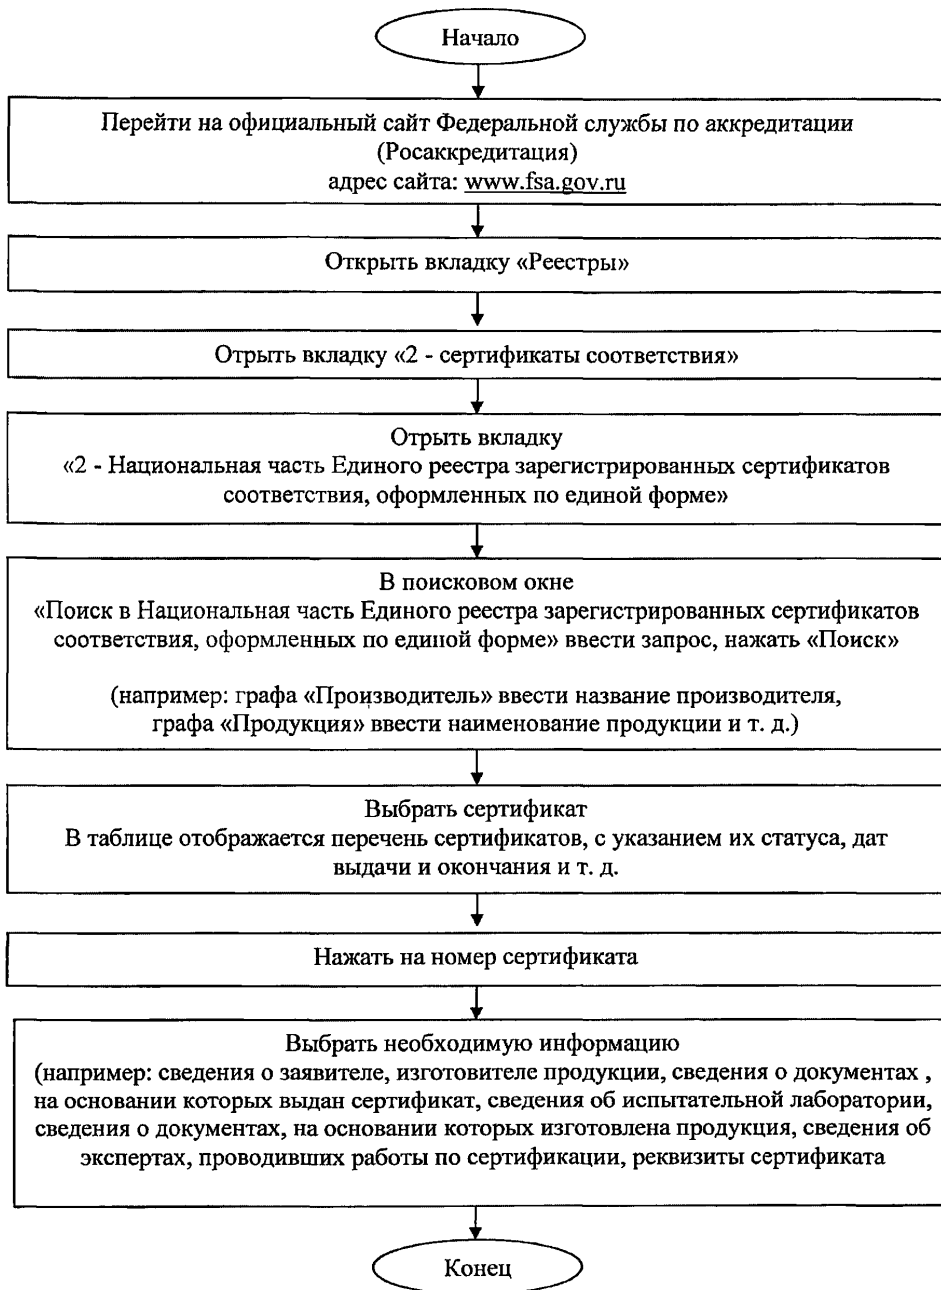 Начало
Перейти на официальный сайт Федеральной службы по аккредитации
(Росаккредитация)
адрес сайта: www.fsa.gov.ru
Открыть вкладку «Реестры»
Отрыть вкладку «2 - сертификаты соответствия»
Отрыть вкладку
«2 - Национальная часть Единого реестра зарегистрированных сертификатов
соответствия, оформленных по единой форме»
В поисковом окне
«Поиск в Национальная часть Единого реестра зарегистрированных сертификатов
соответствия, оформленных по единой форме» ввести запрос, нажать «Поиск»
(например: графа «Производитель» ввести название производителя,
графа «Продукция» ввести наименование продукции и т. д.)
Выбрать сертификат
В таблице отображается перечень сертификатов, с указанием их статуса, дат
выдачи и окончания и т. д.
Нажать на номер сертификата
Выбрать необходимую информацию
(например: сведения о заявителе, изготовителе продукции, сведения о документах ,
на основании которых выдан сертификат, сведения об испытательной лаборатории,
сведения о документах, на основании которых изготовлена продукция, сведения об
экспертах, проводивших работы по сертификации, реквизиты сертификата
Конец